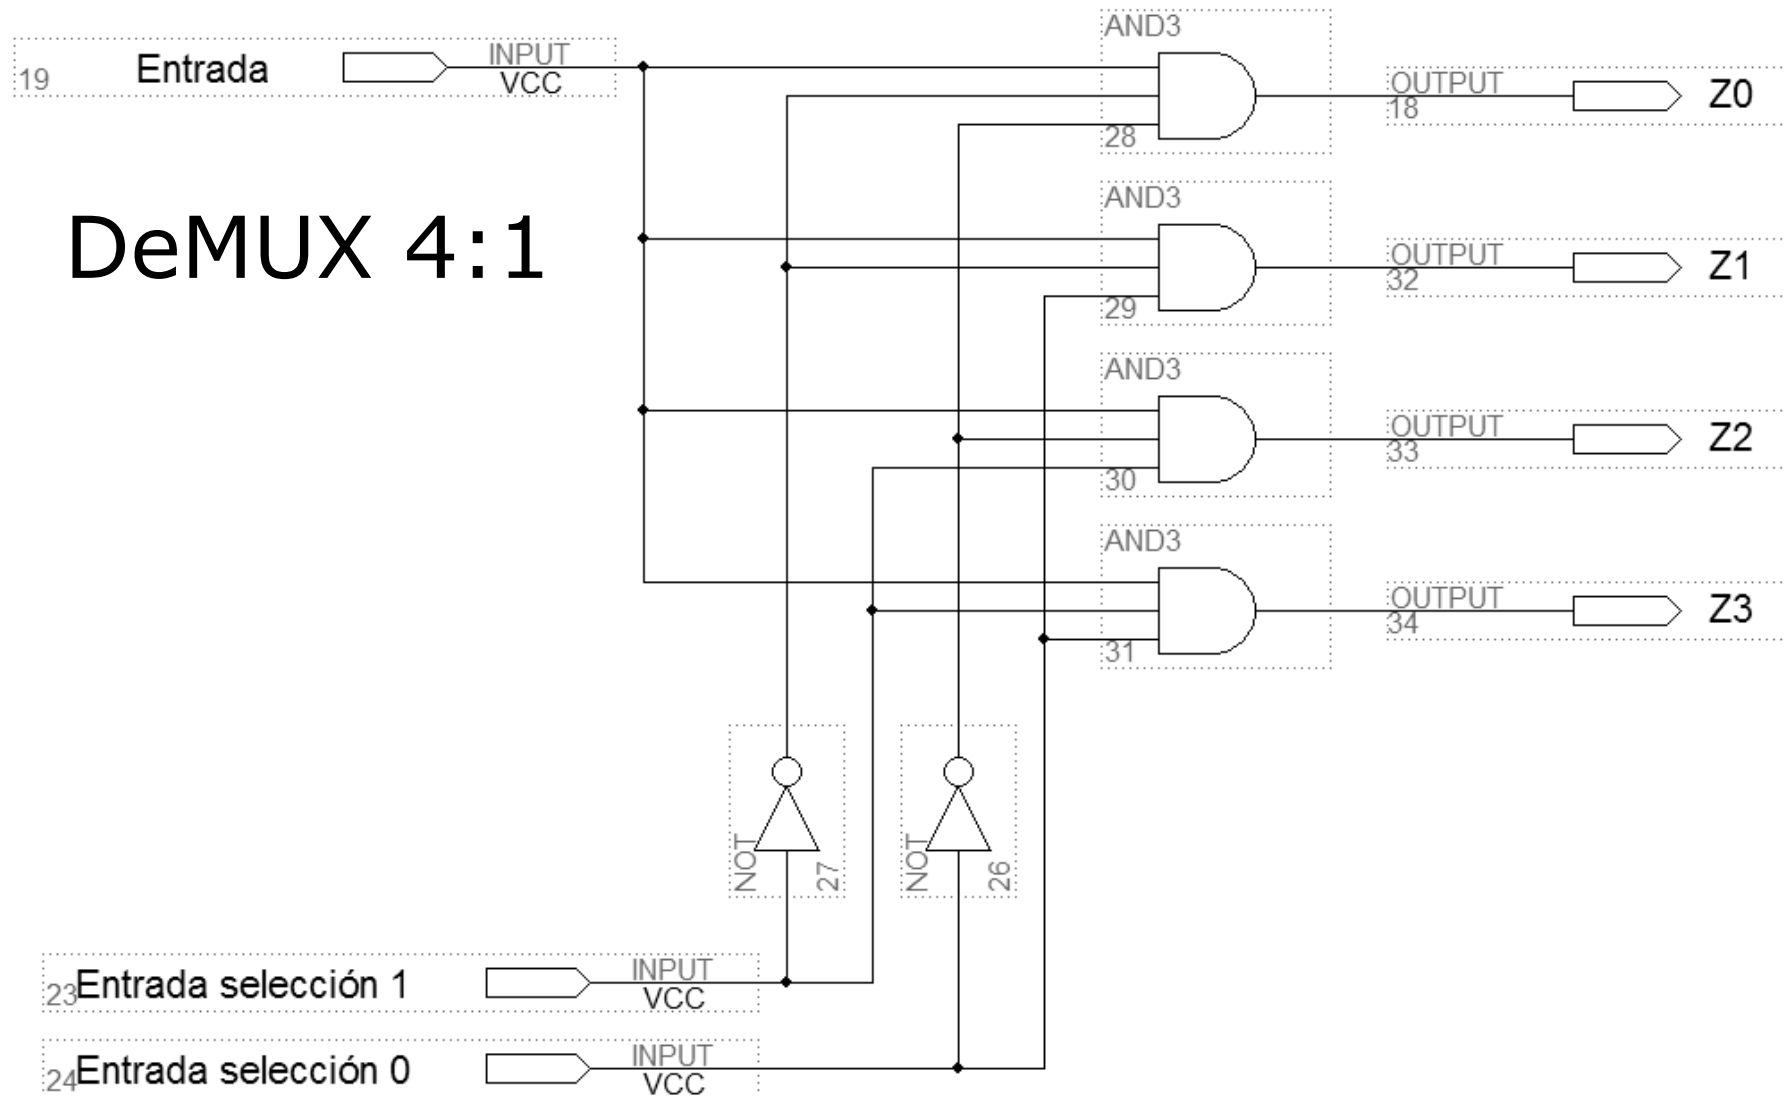 AND3
19 Entrada INPUT
VCC
OUTPUT
18 Z0
28
DeMUX 4:1
AND3
OUTPUT
32 Z1
29
AND3
OUTPUT
33 Z2
30
AND3
OUTPUT
34 Z3
31
NOT 27
NOT 26
23 Entrada selección 1 INPUT
VCC
24 Entrada selección 0 INPUT
VCC